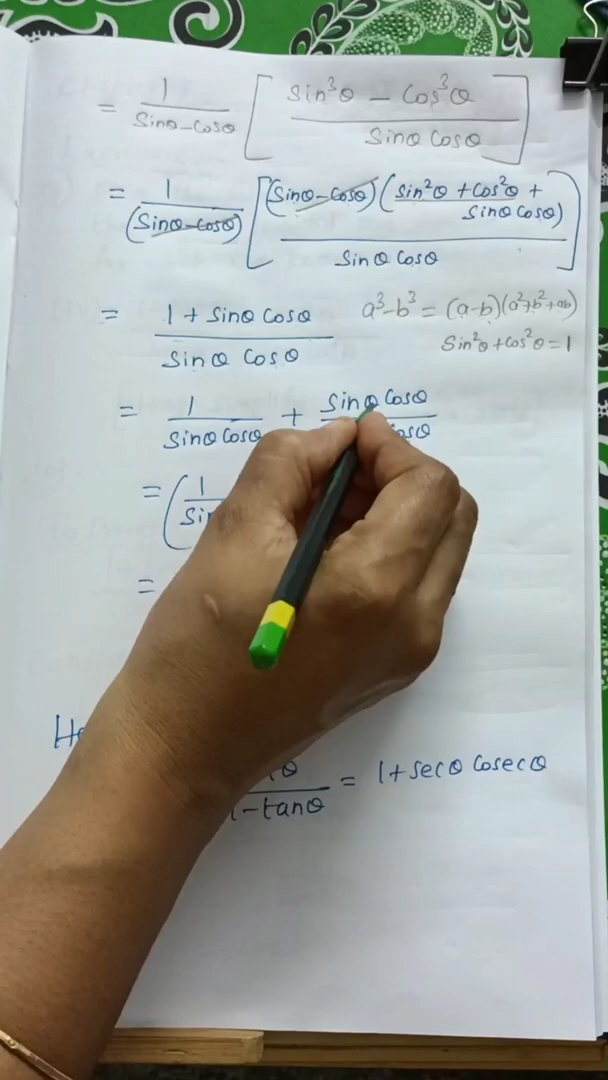 = 1 / (sinθ - cosθ) [ (sin³θ - cos³θ) / (sinθ cosθ) ]
= 1 / (sinθ - cosθ) [ (sinθ - cosθ)(sin²θ + cos²θ + sinθ cosθ) / (sinθ cosθ) ]
= (1 + sinθ cosθ) / (sinθ cosθ)
a³-b³ = (a-b)(a²+b²+ab)
sin²θ + cos²θ = 1
= 1 / (sinθ cosθ) + sinθ cosθ
= ( 1
=
1 + secθ cosecθ
-tanθ =